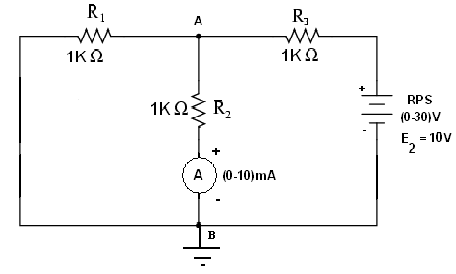 R1
A
R3
1K Ω
1K Ω
1K Ω
R2
+
RPS
(0-30)V
-
E2 = 10V
+
A
(0-10)mA
-
B